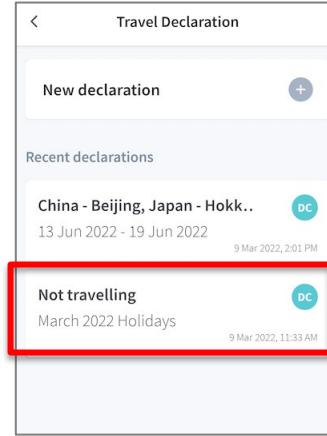 Travel Declaration
New declaration
Recent declarations
China - Beijing, Japan - Hokk..
DC
13 Jun 2022 - 19 Jun 2022
9 Mar 2022, 2:01 PM
Not travelling
DC
March 2022 Holidays
9 Mar 2022, 11:33 AM